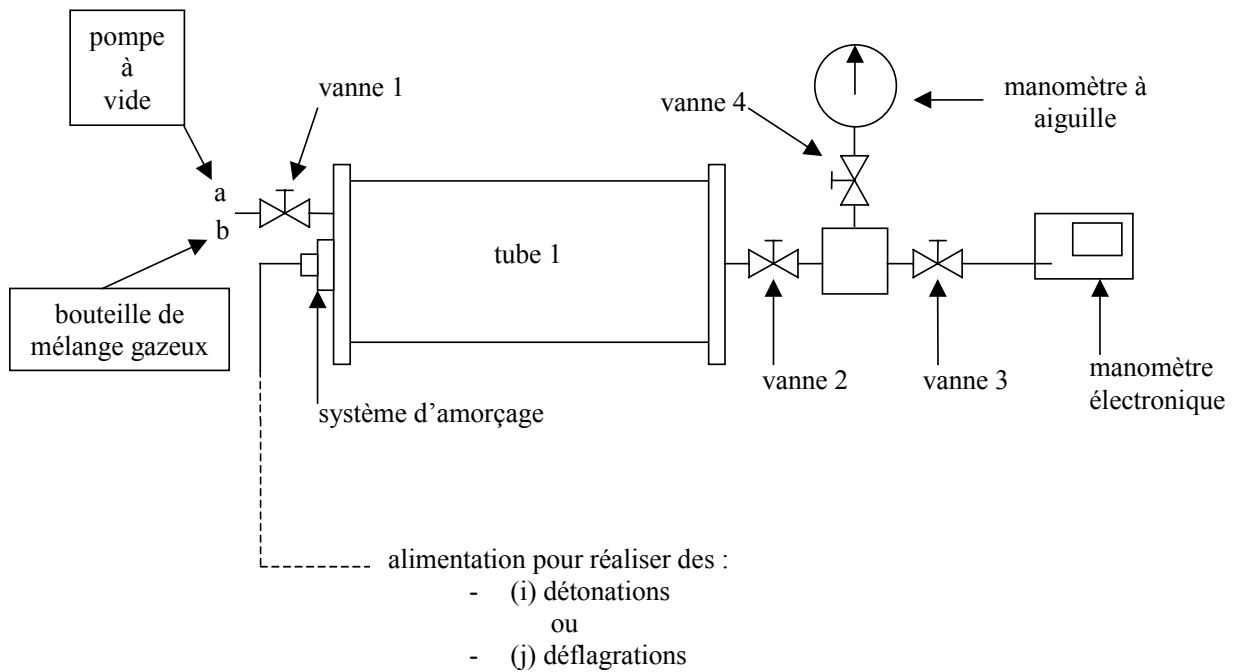 pompe
à
vide
vanne 1
vanne 4
manomètre à
aiguille
a
b
tube 1
bouteille de
mélange gazeux
système d'amorçage
vanne 2
vanne 3
manomètre
électronique
alimentation pour réaliser des :
- (i) détonations
ou
- (j) déflagrations